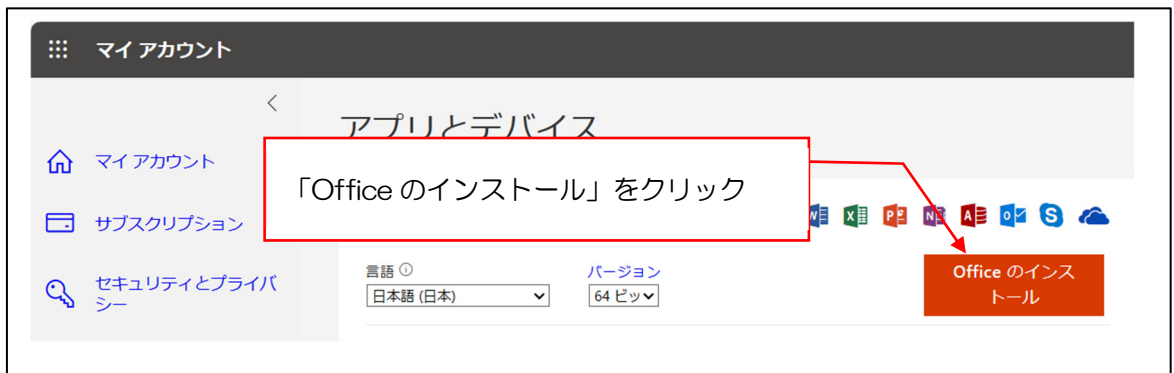 マイ アカウント
アプリとデバイス
マイ アカウント
「Office のインストール」をクリック
サブスクリプション
言語
バージョン
日本語 (日本)
64 ビッ
Office のインス
トール
セキュリティとプライバ
シー